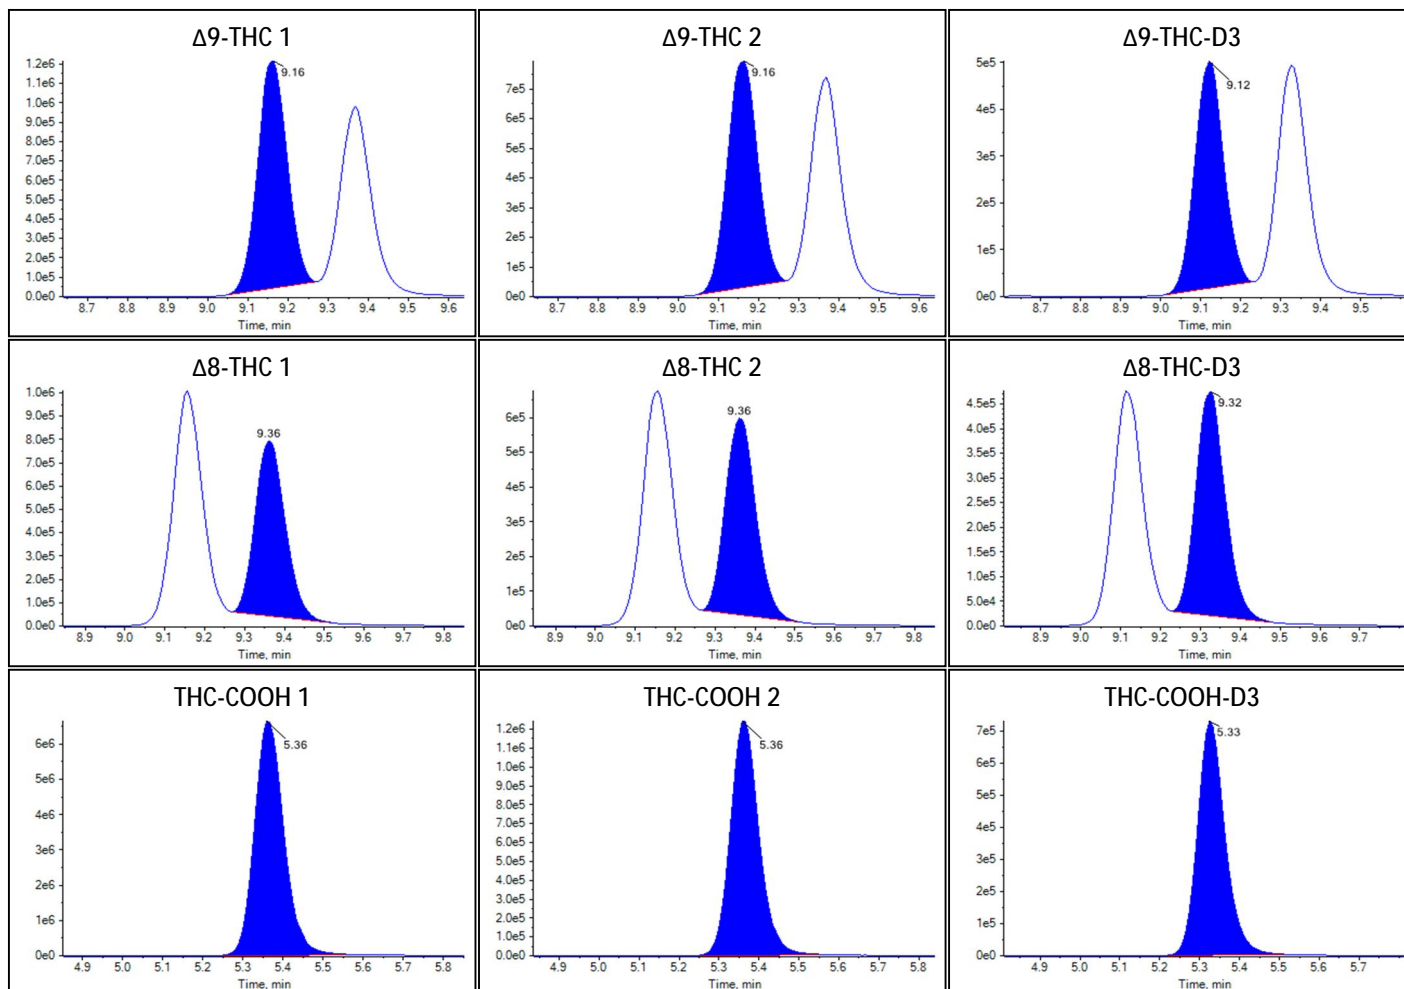 Δ9-THC 1
1.2e6
1.1e6
1.0e6
9.0e5
8.0e5
7.0e5
6.0e5
5.0e5
4.0e5
3.0e5
2.0e5
1.0e5
0.0e0
9.16
8.7 8.8 8.9 9.0 9.1 9.2 9.3 9.4 9.5 9.6
Time, min
Δ9-THC 2
7e5
6e5
5e5
4e5
3e5
2e5
1e5
0e0
9.16
8.7 8.8 8.9 9.0 9.1 9.2 9.3 9.4 9.5 9.6
Time, min
Δ9-THC-D3
5e5
4e5
3e5
2e5
1e5
0e0
9.12
8.7 8.8 8.9 9.0 9.1 9.2 9.3 9.4 9.5
Time, min
Δ8-THC 1
1.0e6
9.0e5
8.0e5
7.0e5
6.0e5
5.0e5
4.0e5
3.0e5
2.0e5
1.0e5
0.0e0
9.36
8.9 9.0 9.1 9.2 9.3 9.4 9.5 9.6 9.7 9.8
Time, min
Δ8-THC 2
6e5
5e5
4e5
3e5
2e5
1e5
0e0
9.36
8.9 9.0 9.1 9.2 9.3 9.4 9.5 9.6 9.7 9.8
Time, min
Δ8-THC-D3
4.5e5
4.0e5
3.5e5
3.0e5
2.5e5
2.0e5
1.5e5
1.0e5
5.0e4
0.0e0
9.32
8.9 9.0 9.1 9.2 9.3 9.4 9.5 9.6 9.7
Time, min
THC-COOH 1
6e6
5e6
4e6
3e6
2e6
1e6
0e0
5.36
4.9 5.0 5.1 5.2 5.3 5.4 5.5 5.6 5.7 5.8
Time, min
THC-COOH 2
1.2e6
1.1e6
1.0e6
9.0e5
8.0e5
7.0e5
6.0e5
5.0e5
4.0e5
3.0e5
2.0e5
1.0e5
0.0e0
5.36
4.9 5.0 5.1 5.2 5.3 5.4 5.5 5.6 5.7 5.8
Time, min
THC-COOH-D3
7e5
6e5
5e5
4e5
3e5
2e5
1e5
0e0
5.33
4.9 5.0 5.1 5.2 5.3 5.4 5.5 5.6 5.7
Time, min